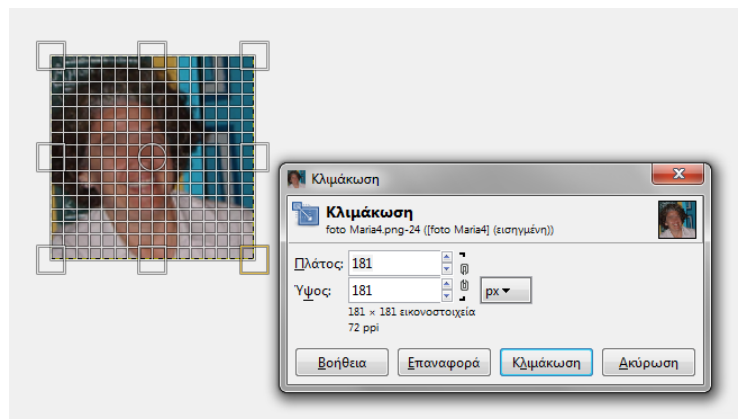 Κλιμάκωση
Κλιμάκωση
foto Maria4.png-24 ([foto Maria4] (εισηγμένη))
Πλάτος: 181
Ύψος: 181 px
181 × 181 εικονοστοιχεία
72 ppi
Βοήθεια Επαναφορά Κλιμάκωση Ακύρωση